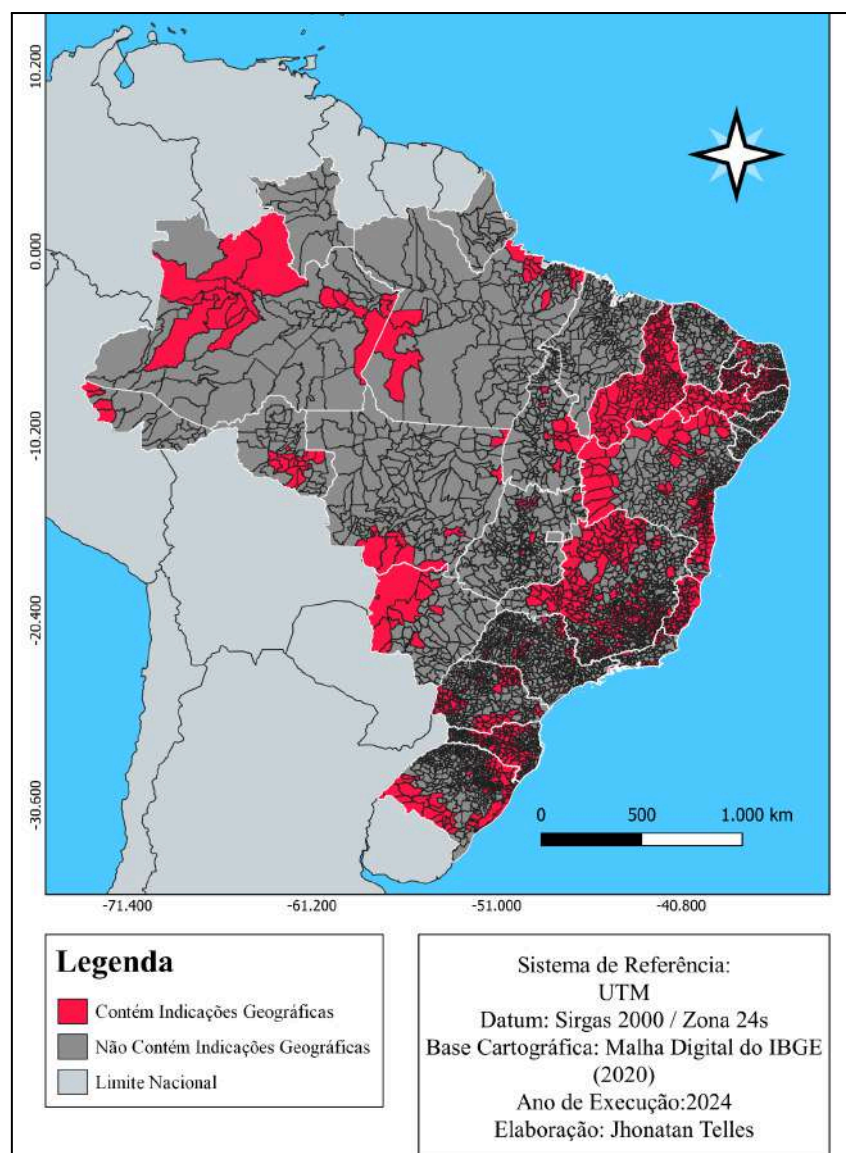 10.200
0.000
-10.200
-20.400
-30.600
0 500 1.000 km
-71.400 -61.200 -51.000 -40.800
Legenda
Contém Indicações Geográficas
Não Contém Indicações Geográficas
Limite Nacional
Sistema de Referência:
UTM
Datum: Sirgas 2000 / Zona 24s
Base Cartográfica: Malha Digital do IBGE
(2020)
Ano de Execução:2024
Elaboração: Jhonatan Telles